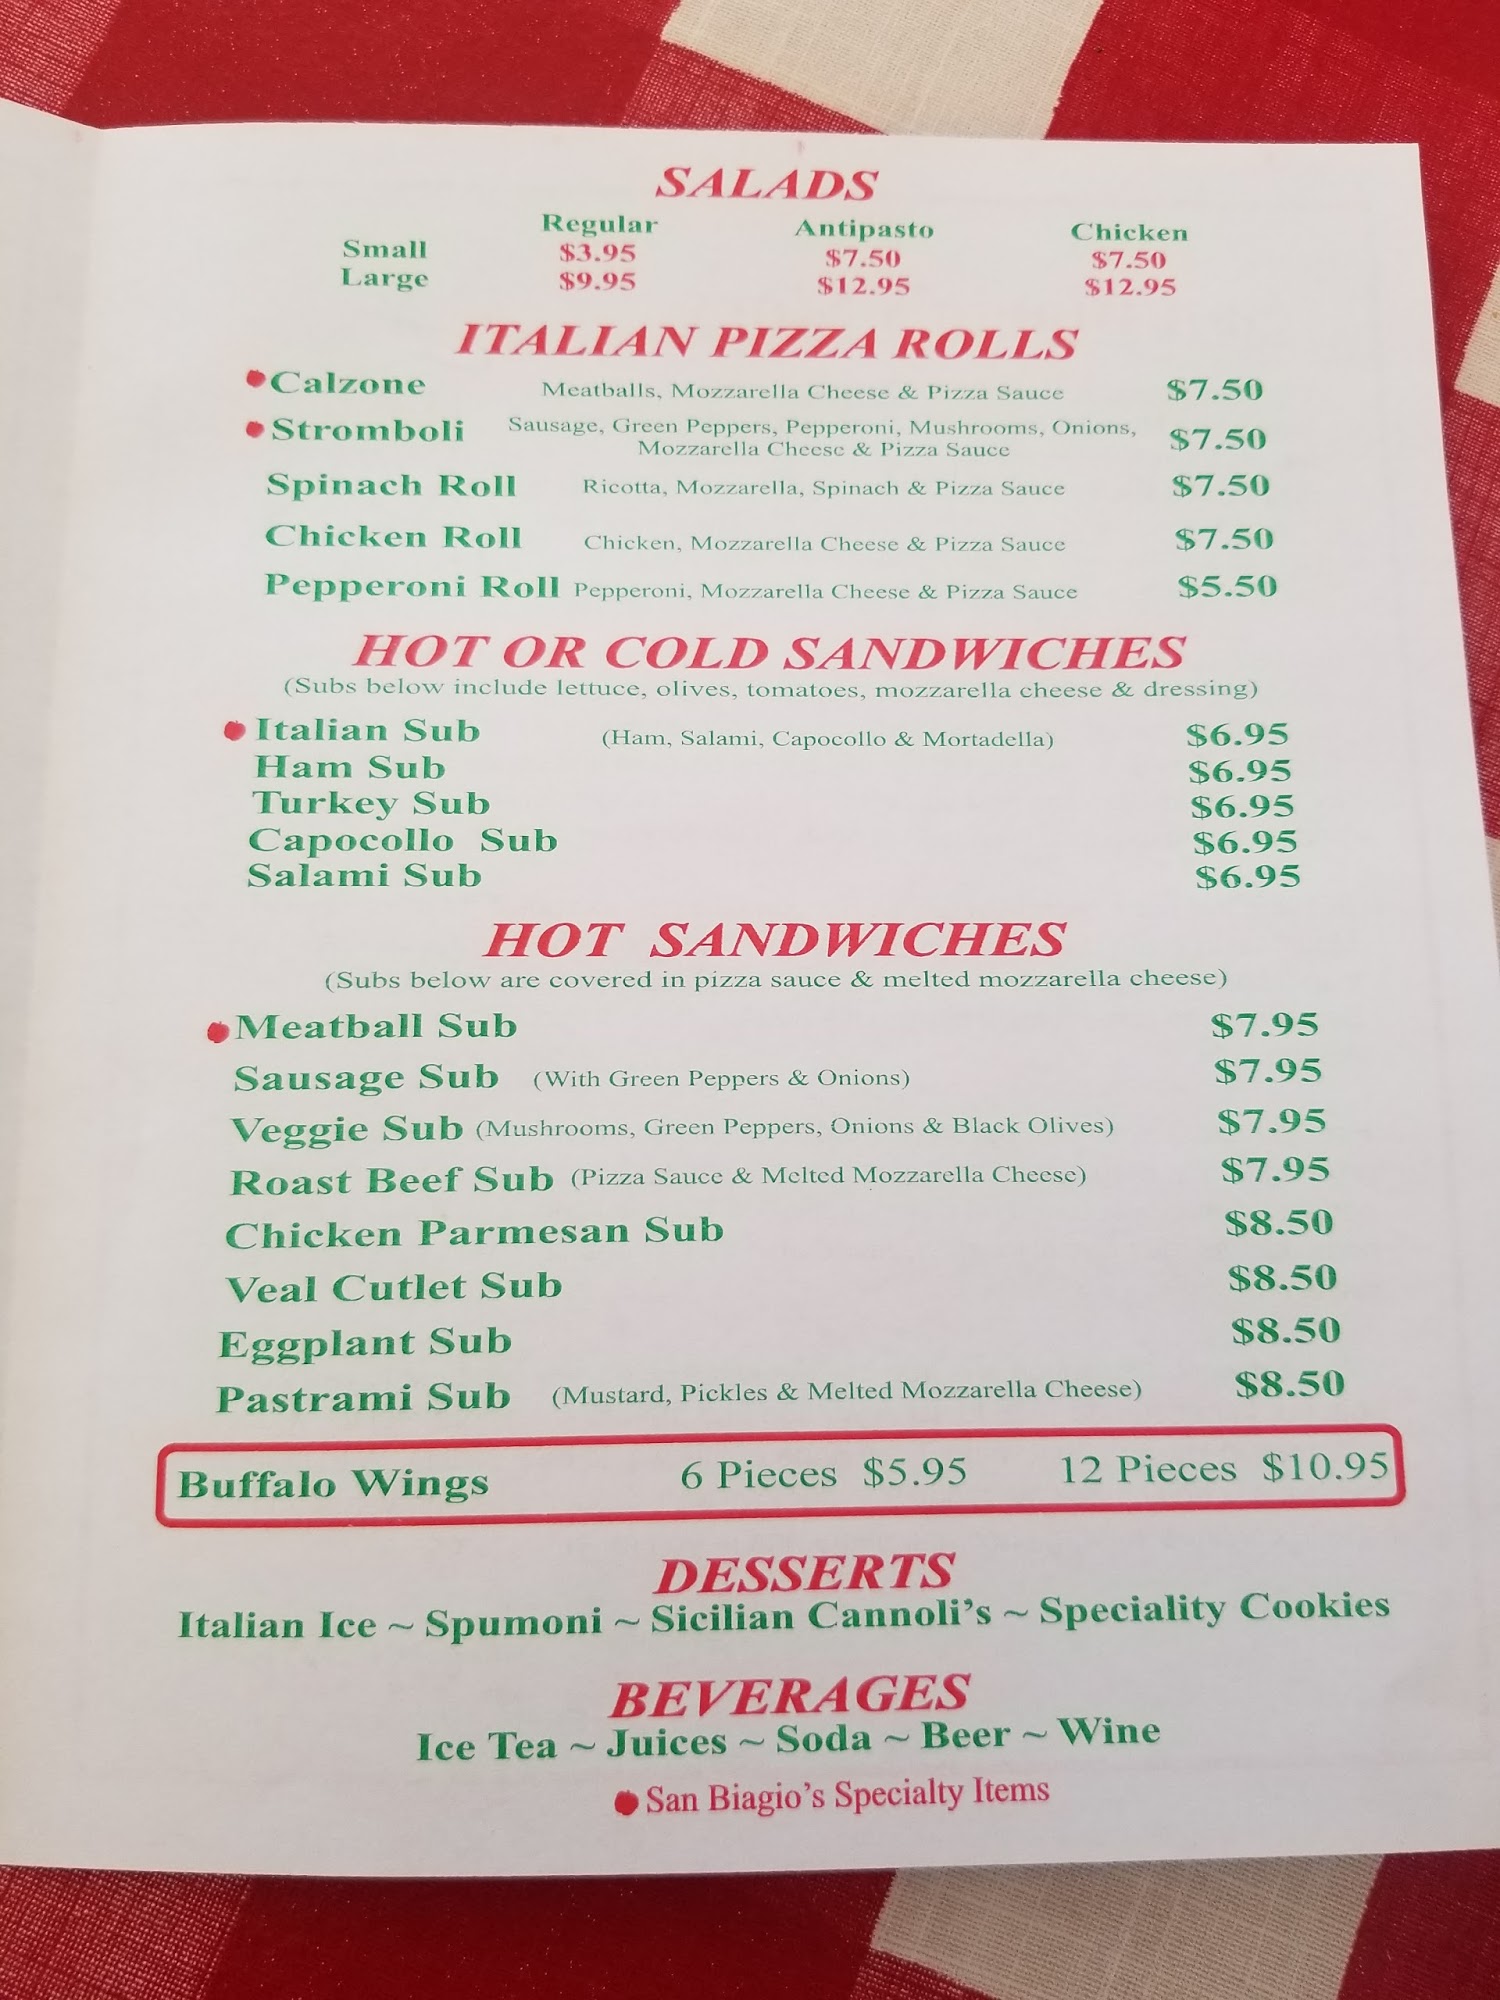 SALADS
Regular Antipasto Chicken
Small $3.95 $7.50 $7.50
Large $9.95 $12.95 $12.95
ITALIAN PIZZA ROLLS
Calzone Meatballs, Mozzarella Cheese & Pizza Sauce $7.50
Stromboli Sausage, Green Peppers, Pepperoni, Mushrooms, Onions, $7.50
Mozzarella Cheese & Pizza Sauce
Spinach Roll Ricotta, Mozzarella, Spinach & Pizza Sauce $7.50
Chicken Roll Chicken, Mozzarella Cheese & Pizza Sauce $7.50
Pepperoni Roll Pepperoni, Mozzarella Cheese & Pizza Sauce $5.50
HOT OR COLD SANDWICHES
(Subs below include lettuce, olives, tomatoes, mozzarella cheese & dressing)
Italian Sub (Ham, Salami, Capocollo & Mortadella) $6.95
Ham Sub $6.95
Turkey Sub $6.95
Capocollo Sub $6.95
Salami Sub $6.95
HOT SANDWICHES
(Subs below are covered in pizza sauce & melted mozzarella cheese)
Meatball Sub $7.95
Sausage Sub (With Green Peppers & Onions) $7.95
Veggie Sub (Mushrooms, Green Peppers, Onions & Black Olives) $7.95
Roast Beef Sub (Pizza Sauce & Melted Mozzarella Cheese) $7.95
Chicken Parmesan Sub $8.50
Veal Cutlet Sub $8.50
Eggplant Sub $8.50
Pastrami Sub (Mustard, Pickles & Melted Mozzarella Cheese) $8.50
Buffalo Wings 6 Pieces $5.95 12 Pieces $10.95
DESSERTS
Italian Ice ~ Spumoni ~ Sicilian Cannoli's ~ Speciality Cookies
BEVERAGES
Ice Tea ~ Juices ~ Soda ~ Beer ~ Wine
San Biagio's Specialty Items